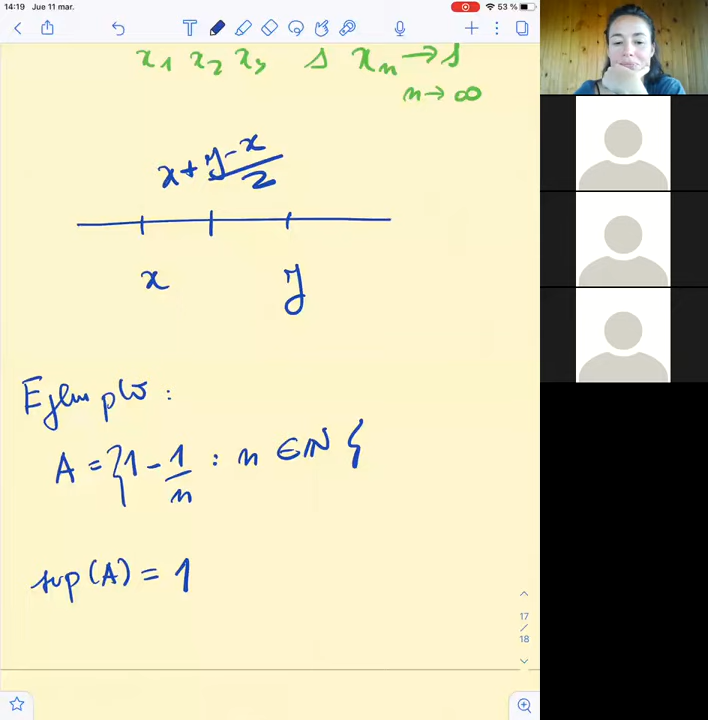 14:19 Jue 11 mar.
53 %
x1 x2 x3 s xn → s
n → ∞
x + y-x/2
x y
Ejemplo :
A = {1 - 1/n : n ∈ ℕ}
sup(A) = 1
17
/
18